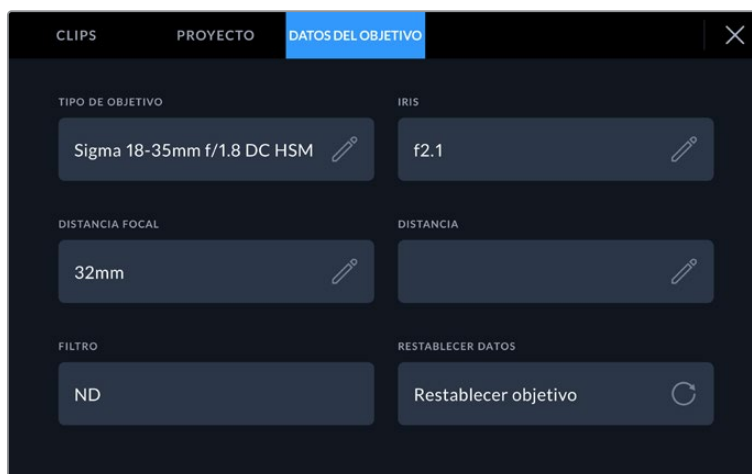 CLIPS PROYECTO DATOS DEL OBJETIVO
TIPO DE OBJETIVO
Sigma 18-35mm f/1.8 DC HSM
IRIS
f2.1
DISTANCIA FOCAL
32mm
DISTANCIA
FILTRO
ND
RESTABLECER DATOS
Restablecer objetivo